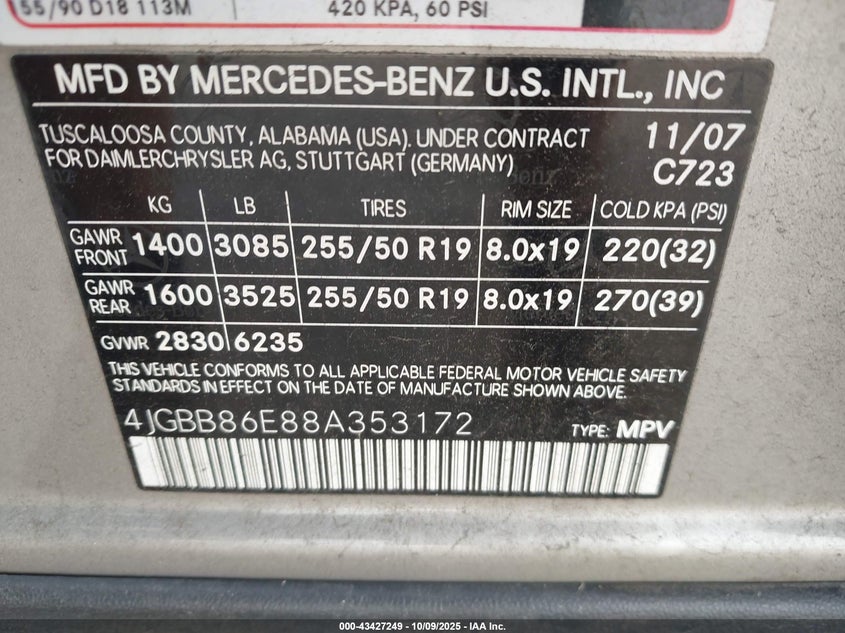 55/90 D18 113M 420 KPA, 60 PSI
MFD BY MERCEDES-BENZ U.S. INTL., INC
TUSCALOOSA COUNTY, ALABAMA (USA). UNDER CONTRACT 11/07
FOR DAIMLERCHRYSLER AG, STUTTGART (GERMANY) C723
KG LB TIRES RIM SIZE COLD KPA (PSI)
GAWR FRONT 1400 3085 255/50 R19 8.0x19 220(32)
GAWR REAR 1600 3525 255/50 R19 8.0x19 270(39)
GVWR 2830 6235
THIS VEHICLE CONFORMS TO ALL APPLICABLE FEDERAL MOTOR VEHICLE SAFETY
STANDARDS IN EFFECT ON THE DATE OF MANUFACTURE SHOWN ABOVE.
4JGBB86E88A353172 TYPE: MPV
000-43427249 - 10/09/2025 - IAA Inc.